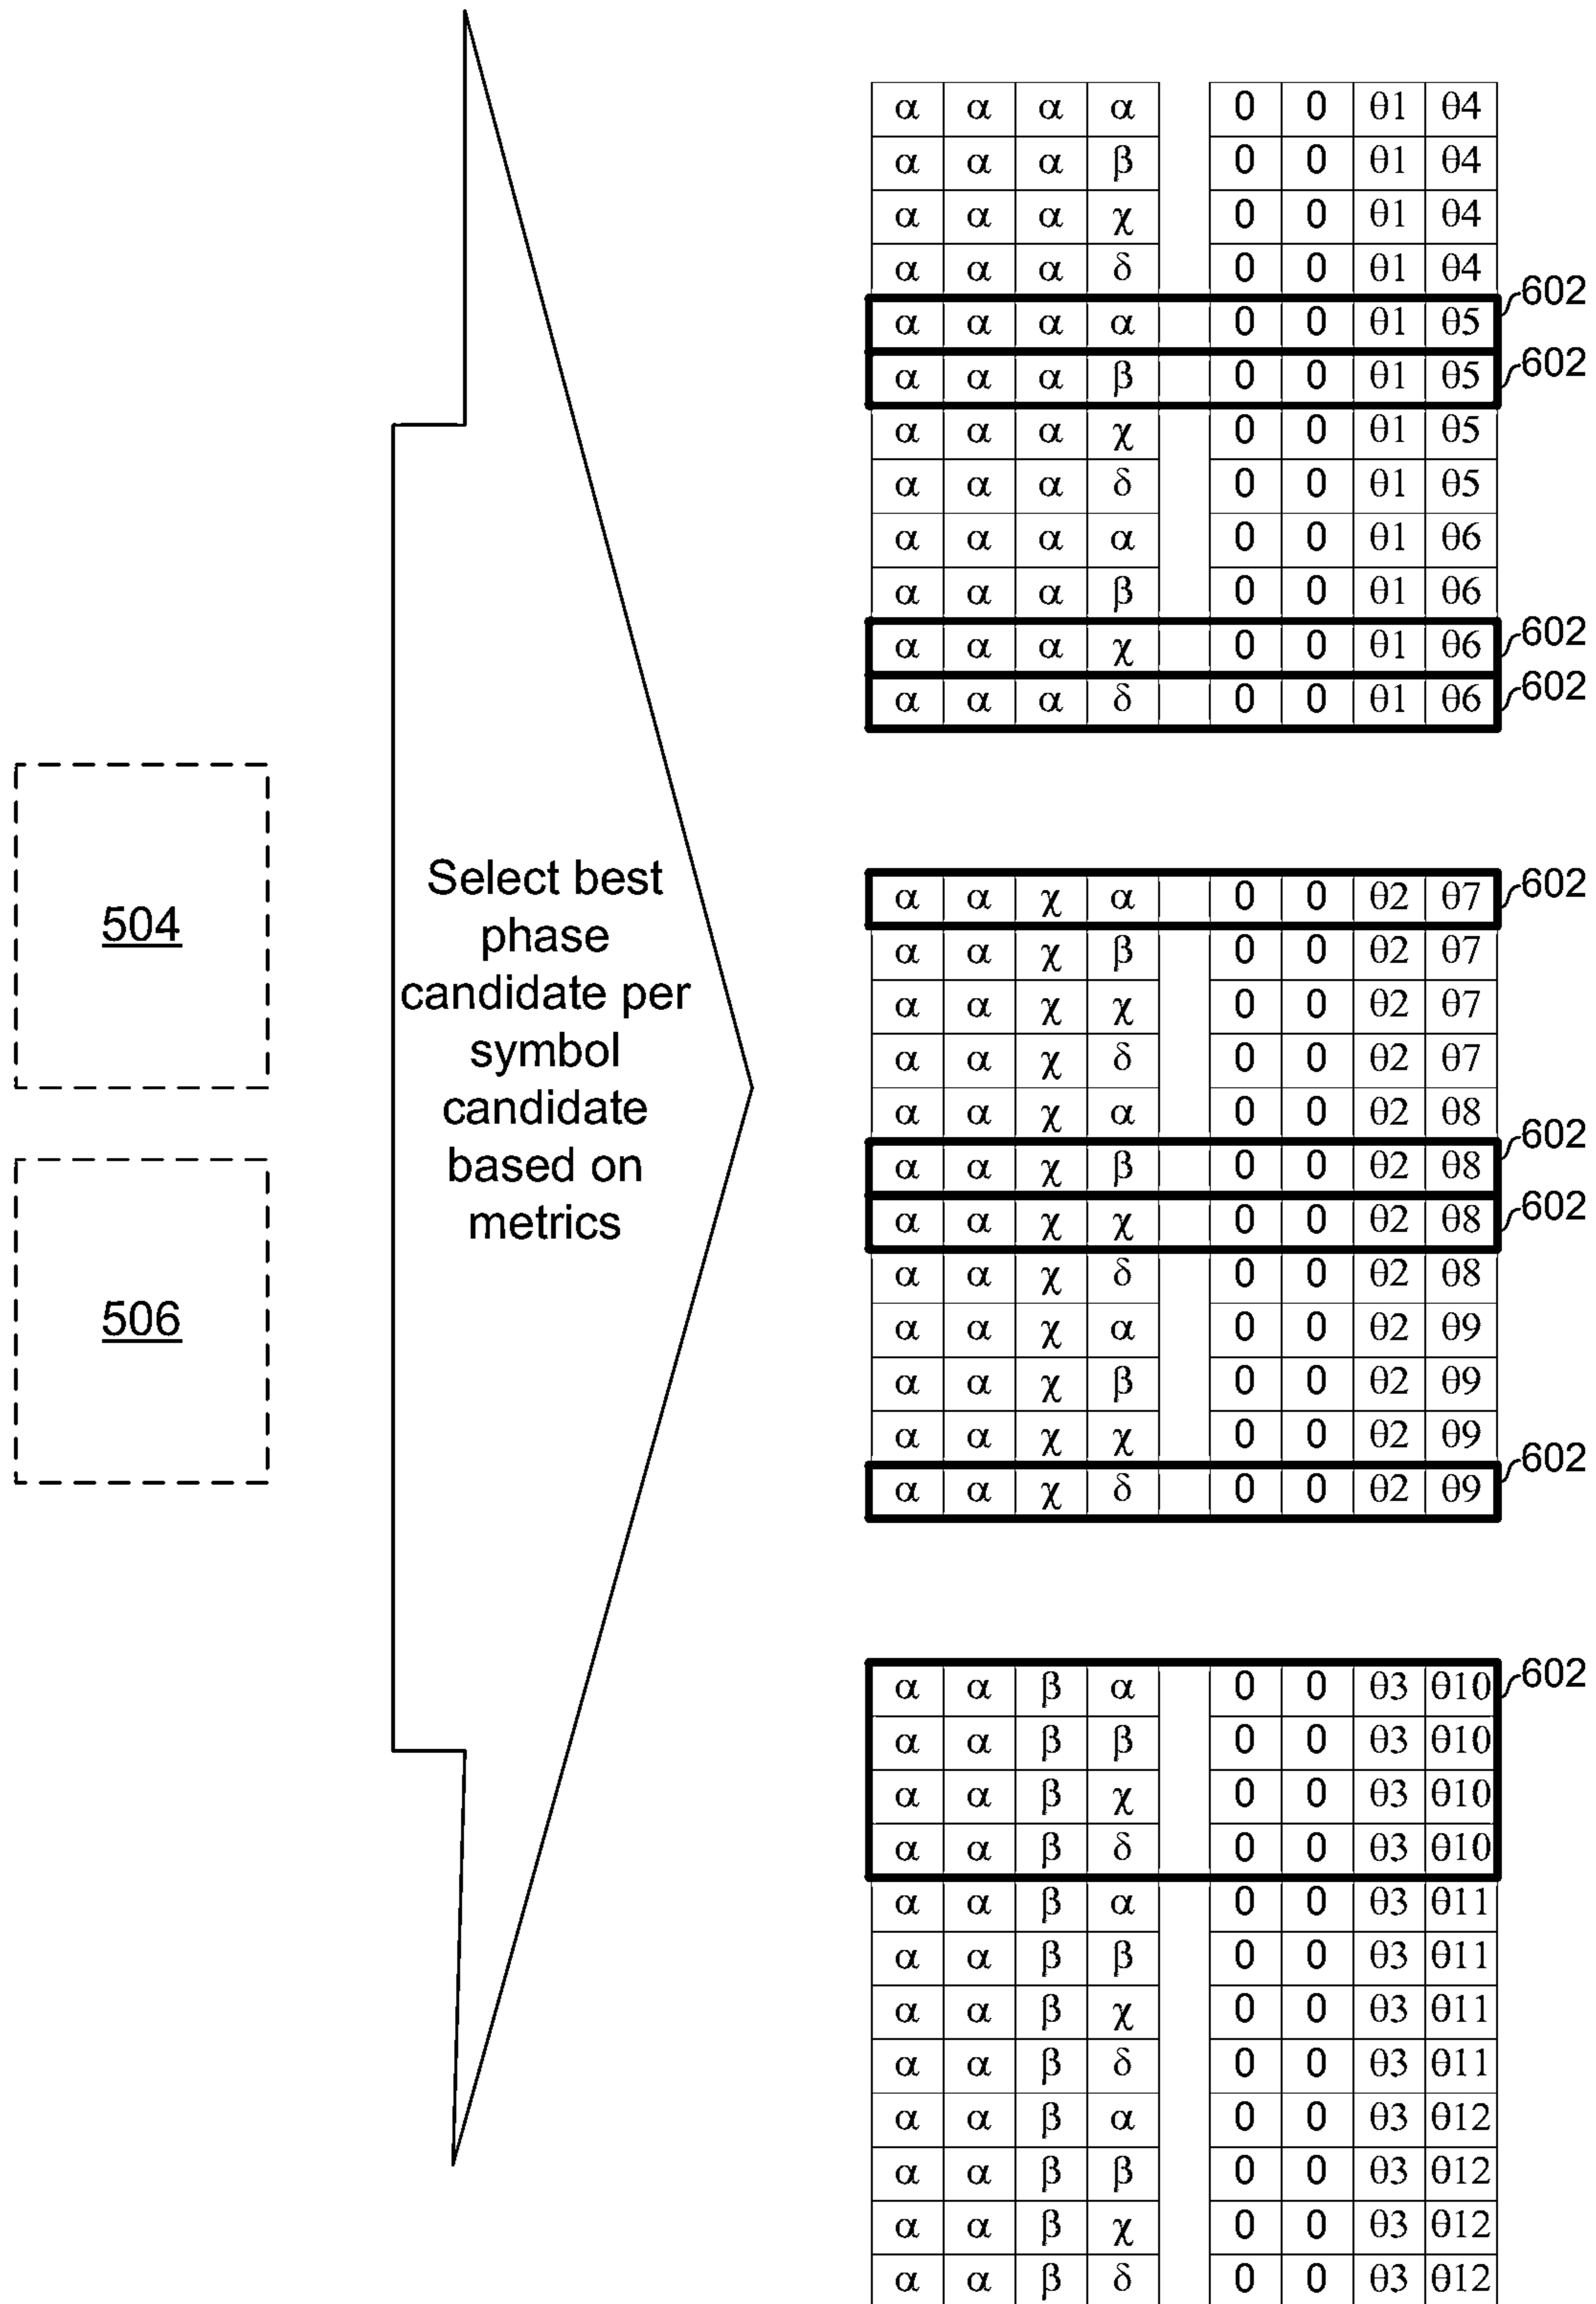 504
506
Select best
phase
candidate per
symbol
candidate
based on
metrics
α α α α 0 0 θ1 θ4
α α α β 0 0 θ1 θ4
α α α χ 0 0 θ1 θ4
α α α δ 0 0 θ1 θ4
α α α α 0 0 θ1 θ5 602
α α α β 0 0 θ1 θ5 602
α α α χ 0 0 θ1 θ5
α α α δ 0 0 θ1 θ5
α α α α 0 0 θ1 θ6
α α α β 0 0 θ1 θ6
α α α χ 0 0 θ1 θ6 602
α α α δ 0 0 θ1 θ6 602
α α χ α 0 0 θ2 θ7 602
α α χ β 0 0 θ2 θ7
α α χ χ 0 0 θ2 θ7
α α χ δ 0 0 θ2 θ7
α α χ α 0 0 θ2 θ8
α α χ β 0 0 θ2 θ8 602
α α χ χ 0 0 θ2 θ8 602
α α χ δ 0 0 θ2 θ8
α α χ α 0 0 θ2 θ9
α α χ β 0 0 θ2 θ9
α α χ χ 0 0 θ2 θ9
α α χ δ 0 0 θ2 θ9 602
α α β α 0 0 θ3 θ10 602
α α β β 0 0 θ3 θ10
α α β χ 0 0 θ3 θ10
α α β δ 0 0 θ3 θ10
α α β α 0 0 θ3 θ11
α α β β 0 0 θ3 θ11
α α β χ 0 0 θ3 θ11
α α β δ 0 0 θ3 θ11
α α β α 0 0 θ3 θ12
α α β β 0 0 θ3 θ12
α α β χ 0 0 θ3 θ12
α α β δ 0 0 θ3 θ12